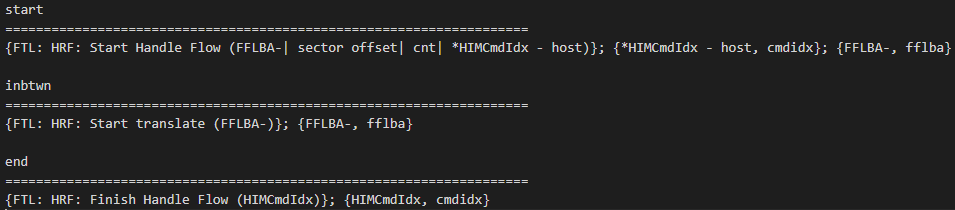 start
====================================================================
{FTL: HRF: Start Handle Flow (FFLBA-| sector offset| cnt| *HIMCmdIdx - host)}; {*HIMCmdIdx - host, cmdidx}; {FFLBA-, fflba}
inbtwn
====================================================================
{FTL: HRF: Start translate (FFLBA-)}; {FFLBA-, fflba}
end
====================================================================
{FTL: HRF: Finish Handle Flow (HIMCmdIdx)}; {HIMCmdIdx, cmdidx}